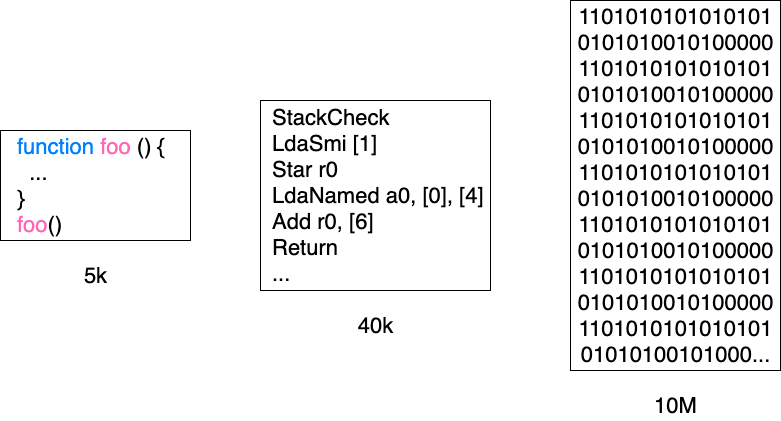 function foo () {
...
}
foo()
5k
StackCheck
LdaSmi [1]
Star r0
LdaNamed a0, [0], [4]
Add r0, [6]
Return
...
40k
1101010101010101
0101010010100000
1101010101010101
0101010010100000
1101010101010101
0101010010100000
1101010101010101
0101010010100000
1101010101010101
0101010010100000
1101010101010101
0101010010100000
1101010101010101
01010100101000...
10M